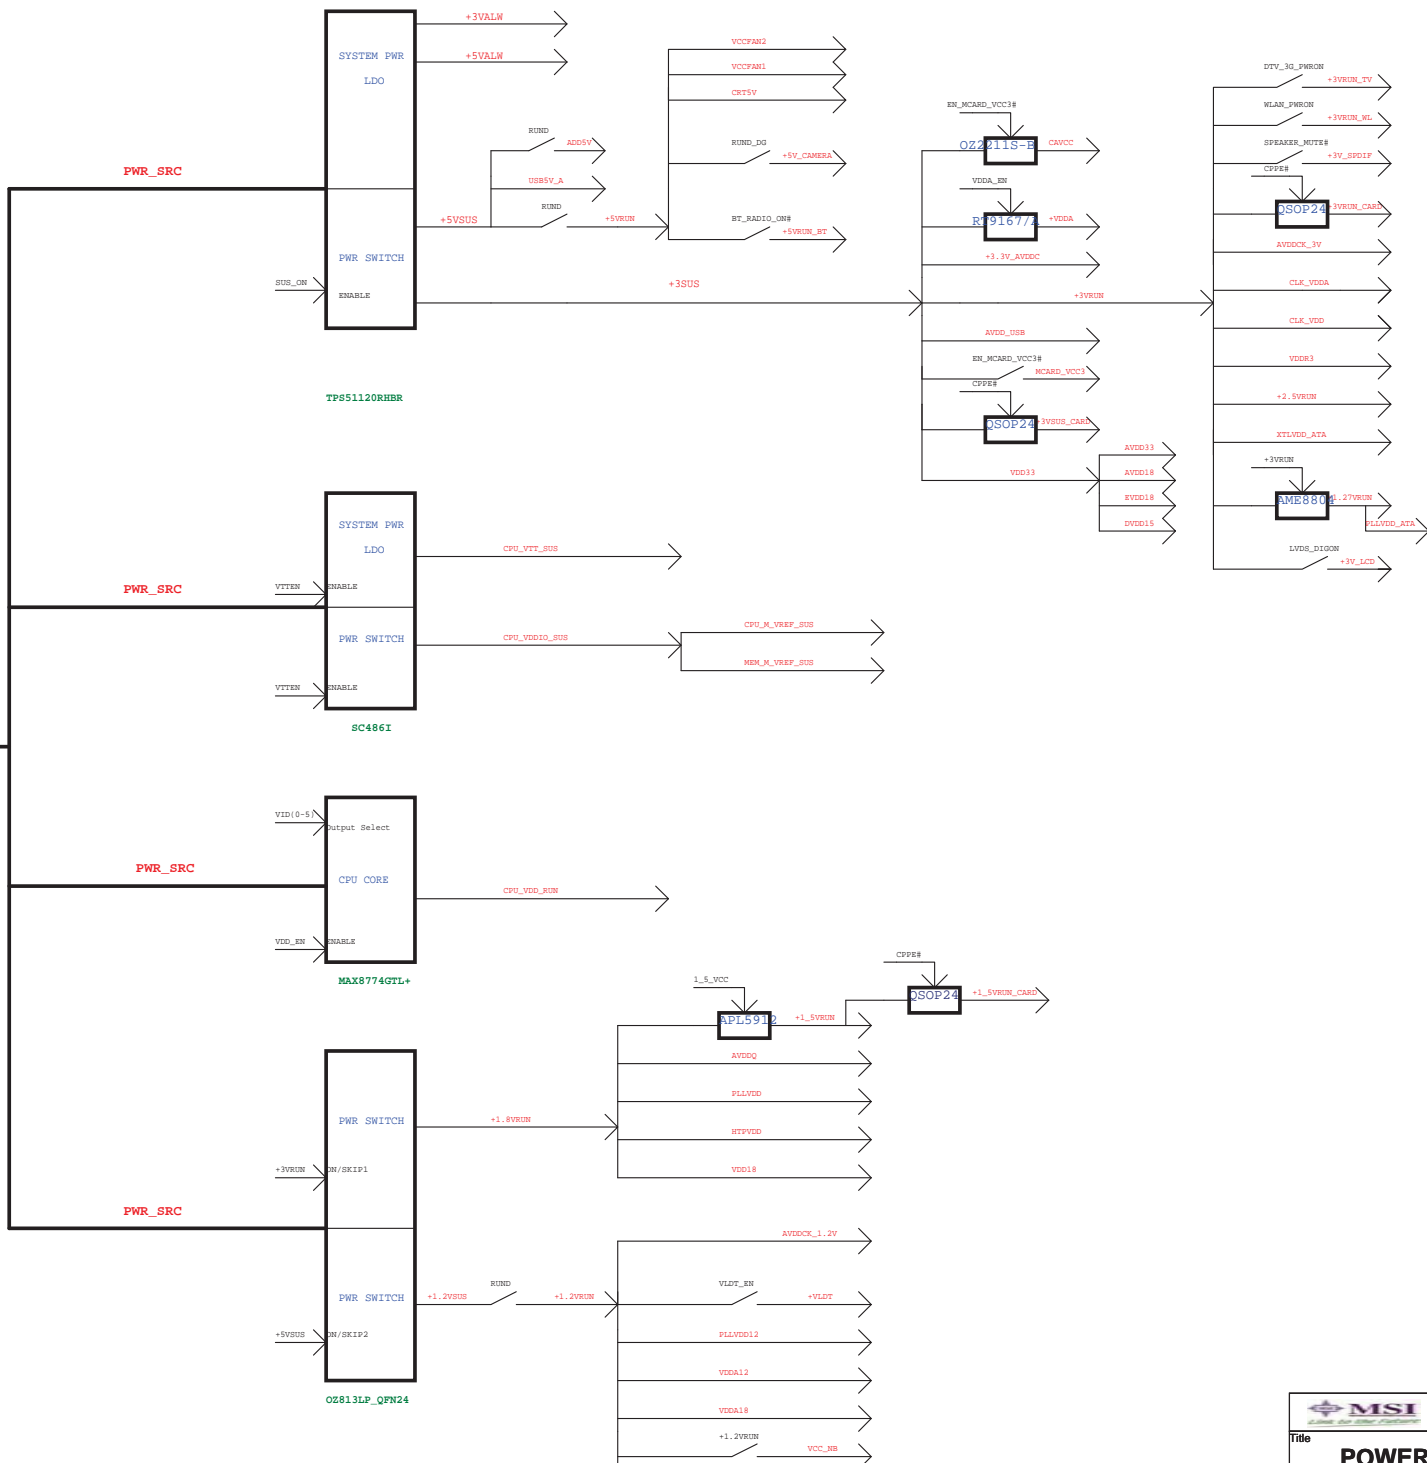 +3VALW
SYSTEM PWR
LDO
+5VALW
PWR_SRC
RUND
ADD5V
USB5V_A
RUND
+5VSUS
+5VRUN
PWR SWITCH
SUS_ON
ENABLE
TPS51120RHBR
VCCFAN2
VCCFAN1
CRT5V
RUND_DG
+5V_CAMERA
BT_RADIO_ON#
+5VRUN_BT
+3SUS
EN_MCARD_VCC3#
OZ2211S-B
CAVCC
VDDA_EN
RT9167/A
+VDDA
+3.3V_AVDDC
+3VRUN
AVDD_USB
EN_MCARD_VCC3#
MCARD_VCC3
CPPE#
QSOP24
+3VSUS_CARD
VDD33
AVDD33
AVDD18
EVDD18
DVDD15
DTV_3G_PWRON
+3VRUN_TV
WLAN_PWRON
+3VRUN_WL
SPEAKER_MUTE#
+3V_SPDIF
CPPE#
QSOP24
+3VRUN_CARD
AVDDCK_3V
CLK_VDDA
CLK_VDD
VDDR3
+2.5VRUN
XTLVDD_ATA
+3VRUN
AME8804
1.27VRUN
PLLVDD_ATA
LVDS_DIGON
+3V_LCD
SYSTEM PWR
LDO
CPU_VTT_SUS
PWR_SRC
VTTEN
ENABLE
PWR SWITCH
CPU_VDDIO_SUS
CPU_M_VREF_SUS
MEM_M_VREF_SUS
VTTEN
ENABLE
SC486I
VID(0-5)
Output Select
PWR_SRC
CPU CORE
CPU_VDD_RUN
VDD_EN
ENABLE
MAX8774GTL+
CPPE#
QSOP24
+1_5VRUN_CARD
1_5_VCC
APL5912
+1_5VRUN
AVDDQ
PLLVDD
PWR SWITCH
+1.8VRUN
HTPVDD
+3VRUN
ON/SKIP1
VDD18
PWR_SRC
AVDDCK_1.2V
RUND
VLDT_EN
PWR SWITCH
+1.2VSUS
+1.2VRUN
+VLDT
+5VSUS
ON/SKIP2
PLLVDD12
VDDA12
OZ813LP_QFN24
VDDA18
+1.2VRUN
VCC_NB
MSI
Link to the Future
Title
POWER